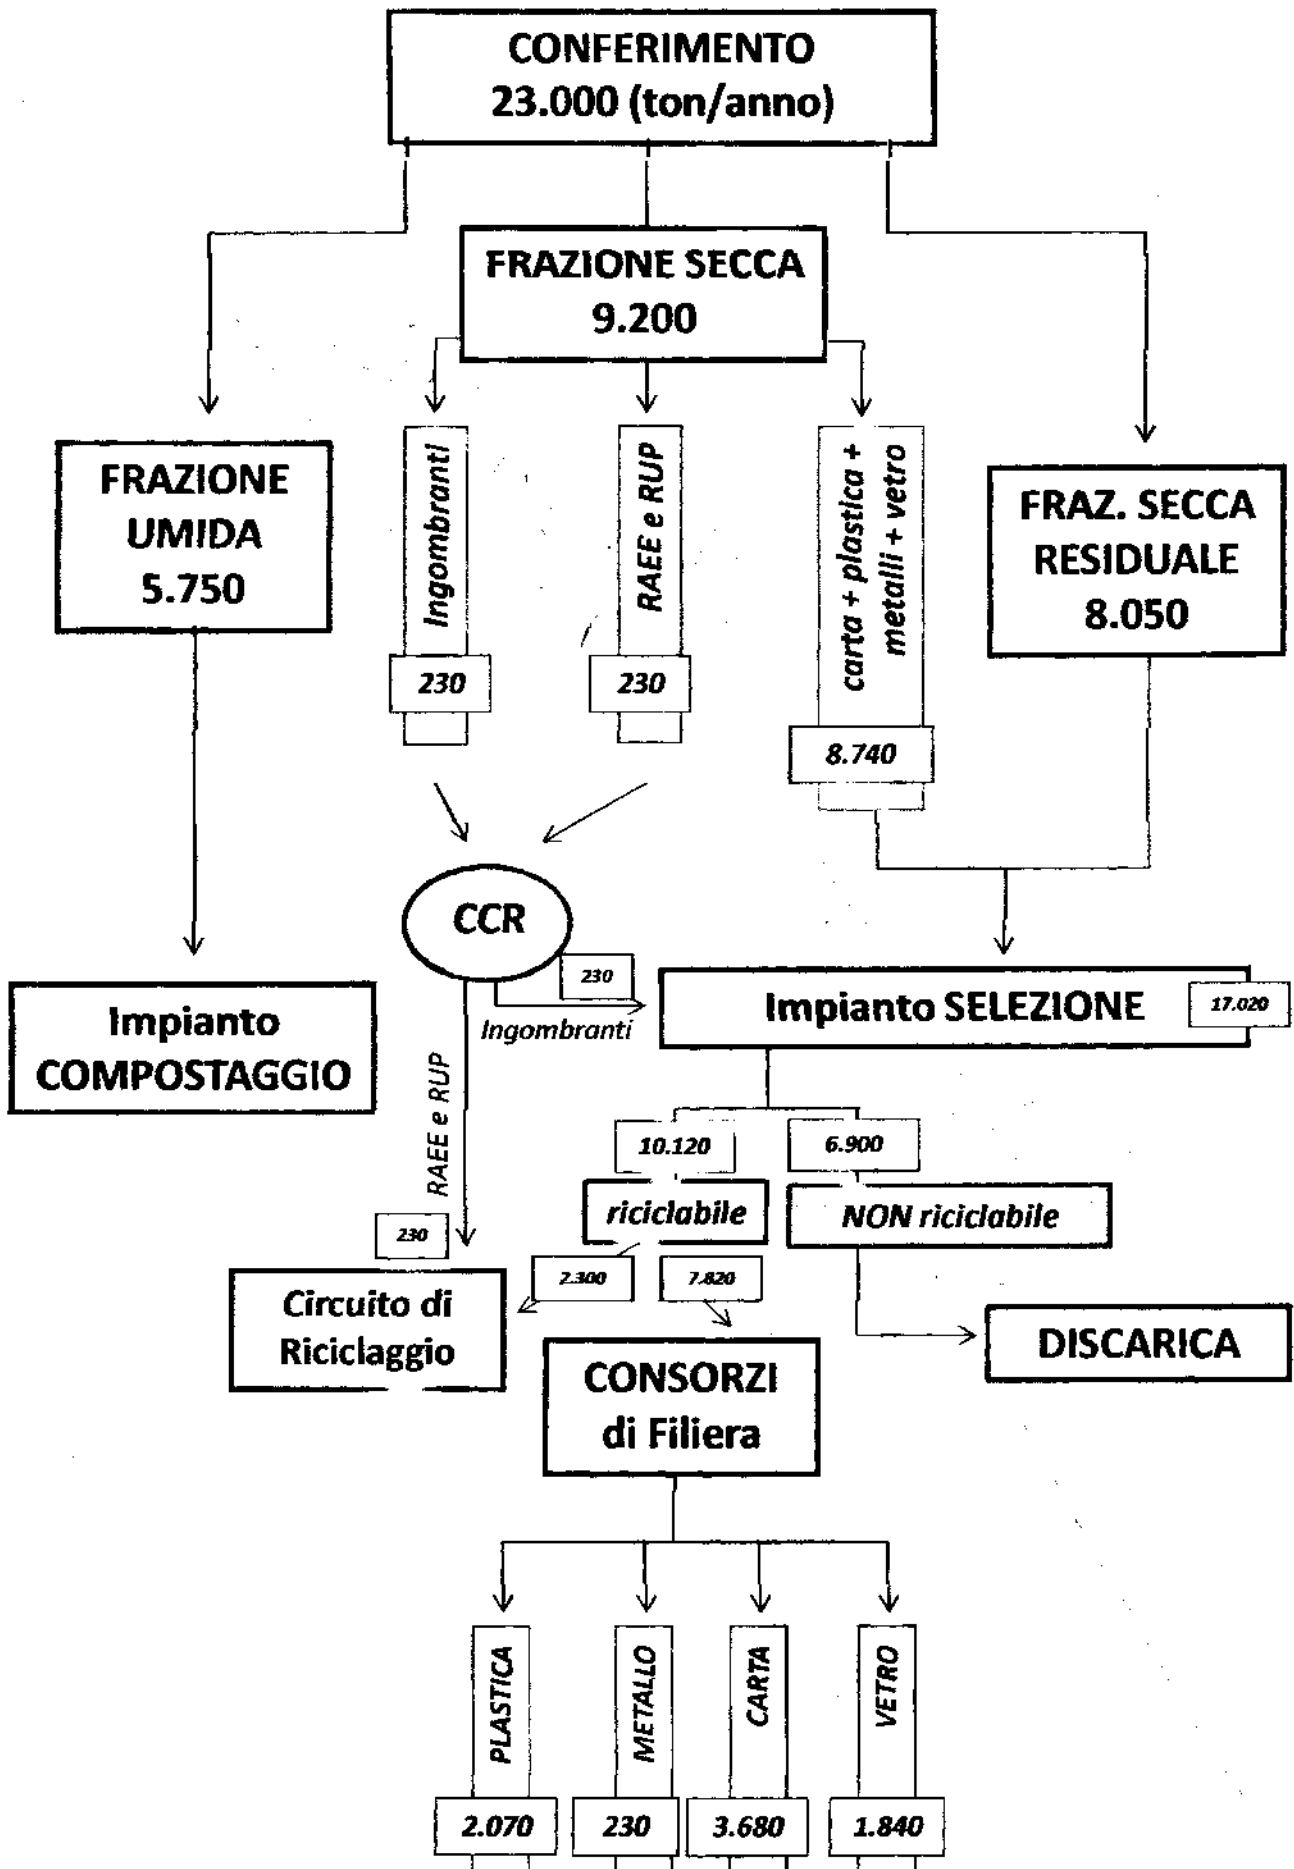 CONFERIMENTO
23.000 (ton/anno)
FRAZIONE SECCA
9.200
FRAZIONE
UMIDA
5.750
Ingombranti
230
RAEE e RUP
230
carta + plastica +
metalli + vetro
8.740
FRAZ. SECCA
RESIDUALE
8.050
CCR
230
Ingombranti
Impianto SELEZIONE
17.020
Impianto
COMPOSTAGGIO
RAEE e RUP
230
10.120
6.900
riciclabile
NON riciclabile
2.300
7.820
Circuito di
Riciclaggio
CONSORZI
di Filiera
DISCARICA
PLASTICA
METALLO
CARTA
VETRO
2.070
230
3.680
1.840